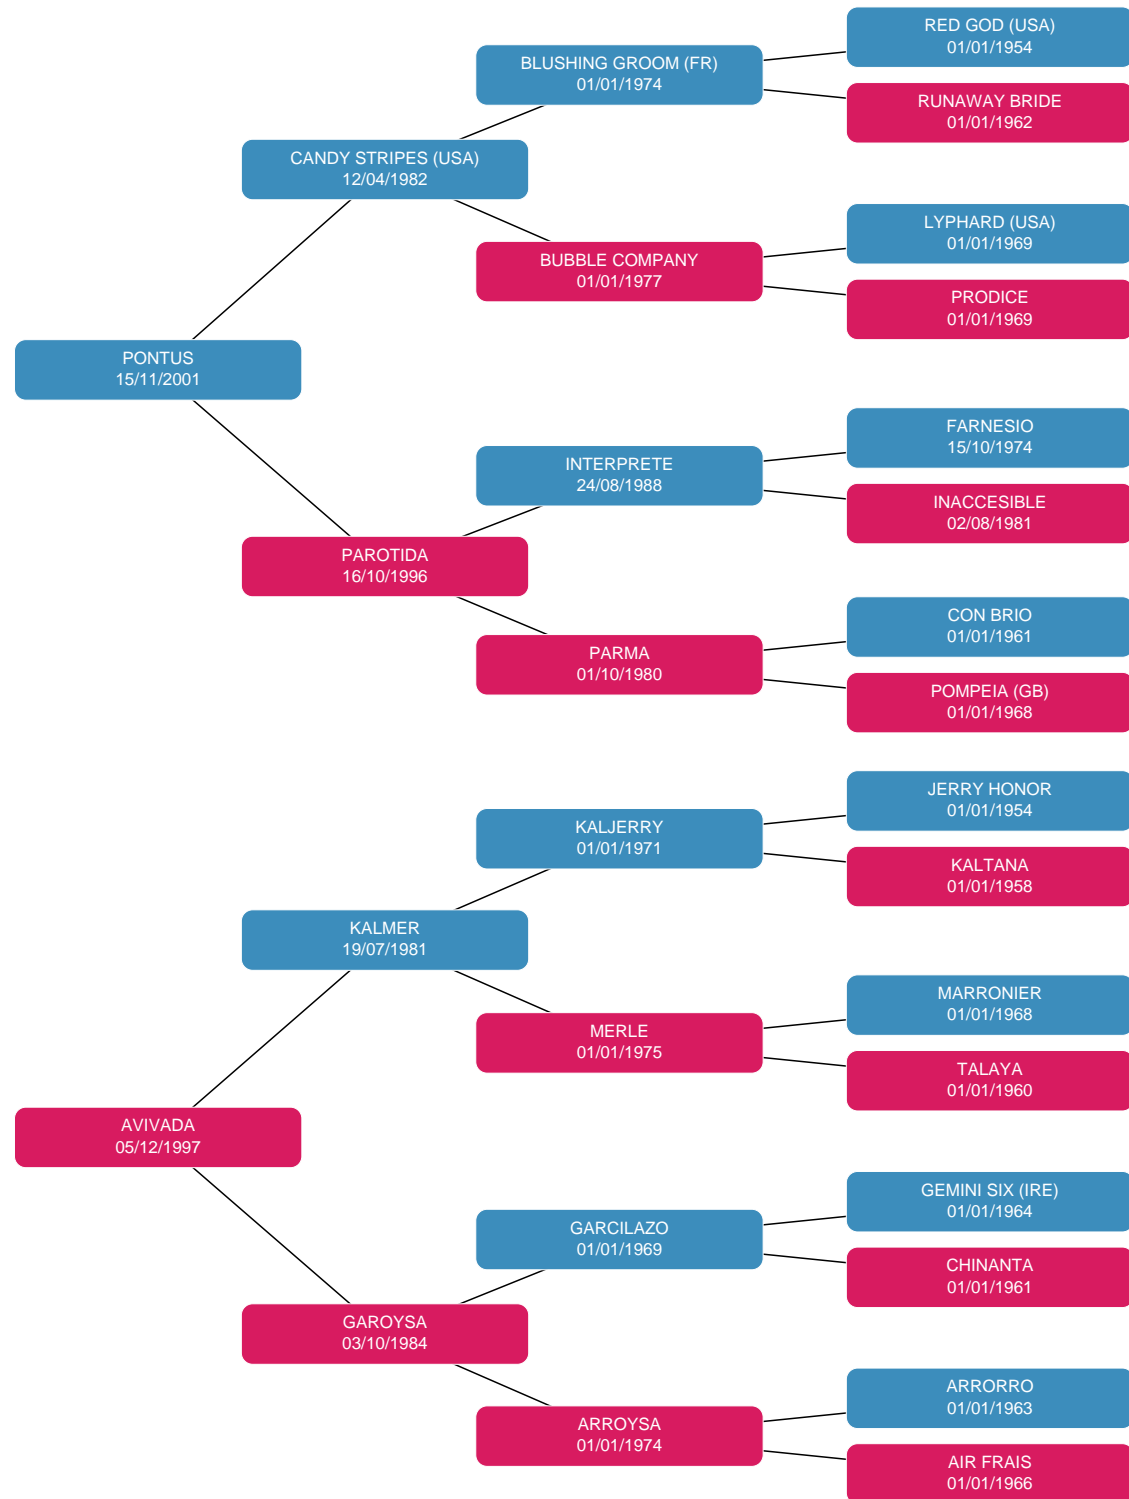 RED GOD (USA)
01/01/1954
BLUSHING GROOM (FR)
01/01/1974
RUNAWAY BRIDE
01/01/1962
CANDY STRIPES (USA)
12/04/1982
LYPHARD (USA)
01/01/1969
BUBBLE COMPANY
01/01/1977
PRODICE
01/01/1969
PONTUS
15/11/2001
FARNESIO
15/10/1974
INTERPRETE
24/08/1988
INACCESIBLE
02/08/1981
PAROTIDA
16/10/1996
CON BRIO
01/01/1961
PARMA
01/10/1980
POMPEIA (GB)
01/01/1968
JERRY HONOR
01/01/1954
KALJERRY
01/01/1971
KALTANA
01/01/1958
KALMER
19/07/1981
MARRONIER
01/01/1968
MERLE
01/01/1975
TALAYA
01/01/1960
AVIVADA
05/12/1997
GEMINI SIX (IRE)
01/01/1964
GARCILAZO
01/01/1969
CHINANTA
01/01/1961
GAROYSA
03/10/1984
ARRORRO
01/01/1963
ARROYSA
01/01/1974
AIR FRAIS
01/01/1966